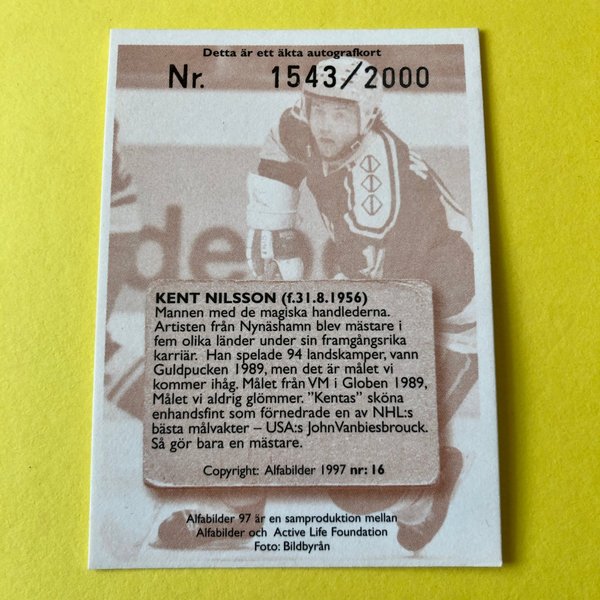 Detta är ett äkta autografkort
Nr. 1543/2000
KENT NILSSON (f.31.8.1956)
Mannen med de magiska handlederna.
Artisten från Nynäshamn blev mästare i
fem olika länder under sin framgångsrika
karriär. Han spelade 94 landskamper, vann
Guldpucken 1989, men det är målet vi
kommer ihåg. Målet från VM i Globen 1989,
Målet vi aldrig glömmer. "Kentas" sköna
enhandsfint som förnedrade en av NHL:s
bästa målvakter – USA:s JohnVanbiesbrouck.
Så gör bara en mästare.
Copyright: Alfabilder 1997 nr: 16
Alfabilder 97 är en samproduktion mellan
Alfabilder och Active Life Foundation
Foto: Bildbyrån